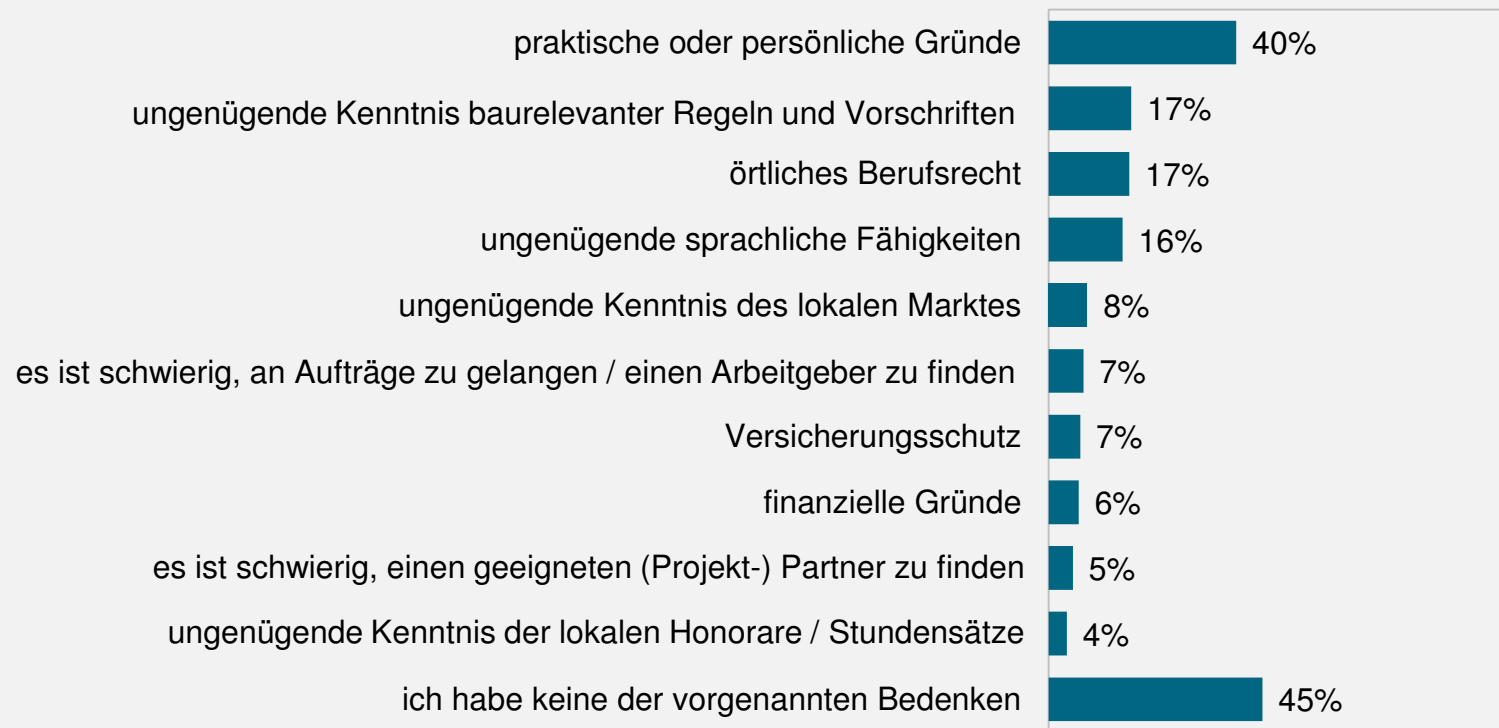 praktische oder persönliche Gründe 40%
ungenügende Kenntnis baurelevanter Regeln und Vorschriften 17%
örtliches Berufsrecht 17%
ungenügende sprachliche Fähigkeiten 16%
ungenügende Kenntnis des lokalen Marktes 8%
es ist schwierig, an Aufträge zu gelangen / einen Arbeitgeber zu finden 7%
Versicherungsschutz 7%
finanzielle Gründe 6%
es ist schwierig, einen geeigneten (Projekt-) Partner zu finden 5%
ungenügende Kenntnis der lokalen Honorare / Stundensätze 4%
ich habe keine der vorgenannten Bedenken 45%